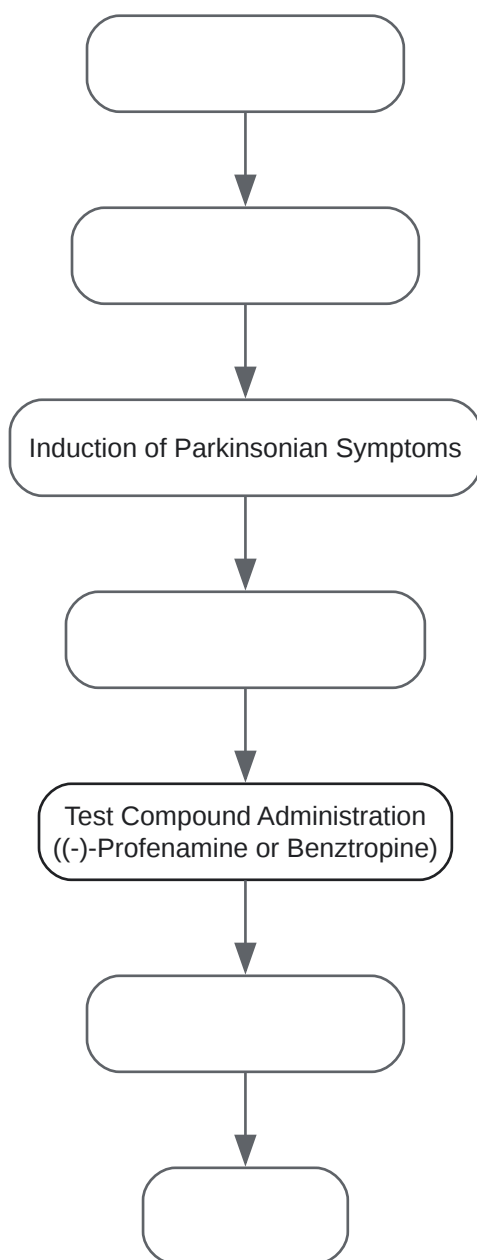 Induction of Parkinsonian Symptoms
Test Compound Administration
((-)-Profenamine or Benztropine)